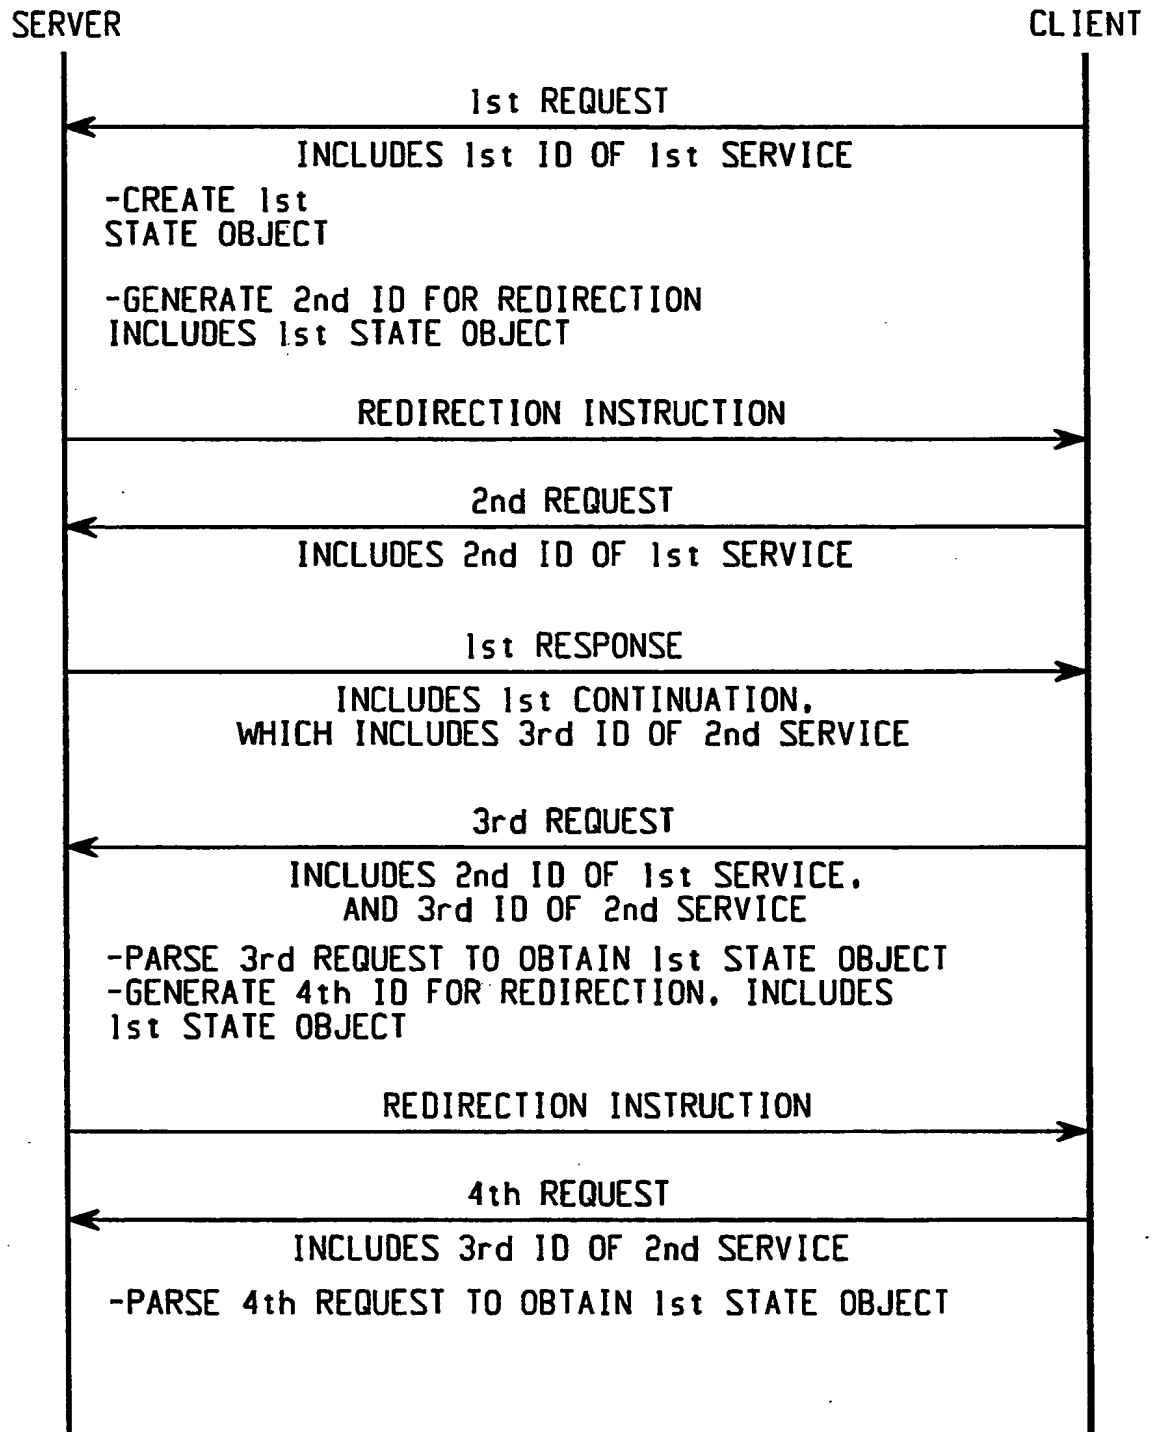 SERVER
CLIENT
1st REQUEST
INCLUDES 1st ID OF 1st SERVICE
-CREATE 1st
STATE OBJECT
-GENERATE 2nd ID FOR REDIRECTION
INCLUDES 1st STATE OBJECT
REDIRECTION INSTRUCTION
2nd REQUEST
INCLUDES 2nd ID OF 1st SERVICE
1st RESPONSE
INCLUDES 1st CONTINUATION,
WHICH INCLUDES 3rd ID OF 2nd SERVICE
3rd REQUEST
INCLUDES 2nd ID OF 1st SERVICE,
AND 3rd ID OF 2nd SERVICE
-PARSE 3rd REQUEST TO OBTAIN 1st STATE OBJECT
-GENERATE 4th ID FOR REDIRECTION, INCLUDES
1st STATE OBJECT
REDIRECTION INSTRUCTION
4th REQUEST
INCLUDES 3rd ID OF 2nd SERVICE
-PARSE 4th REQUEST TO OBTAIN 1st STATE OBJECT